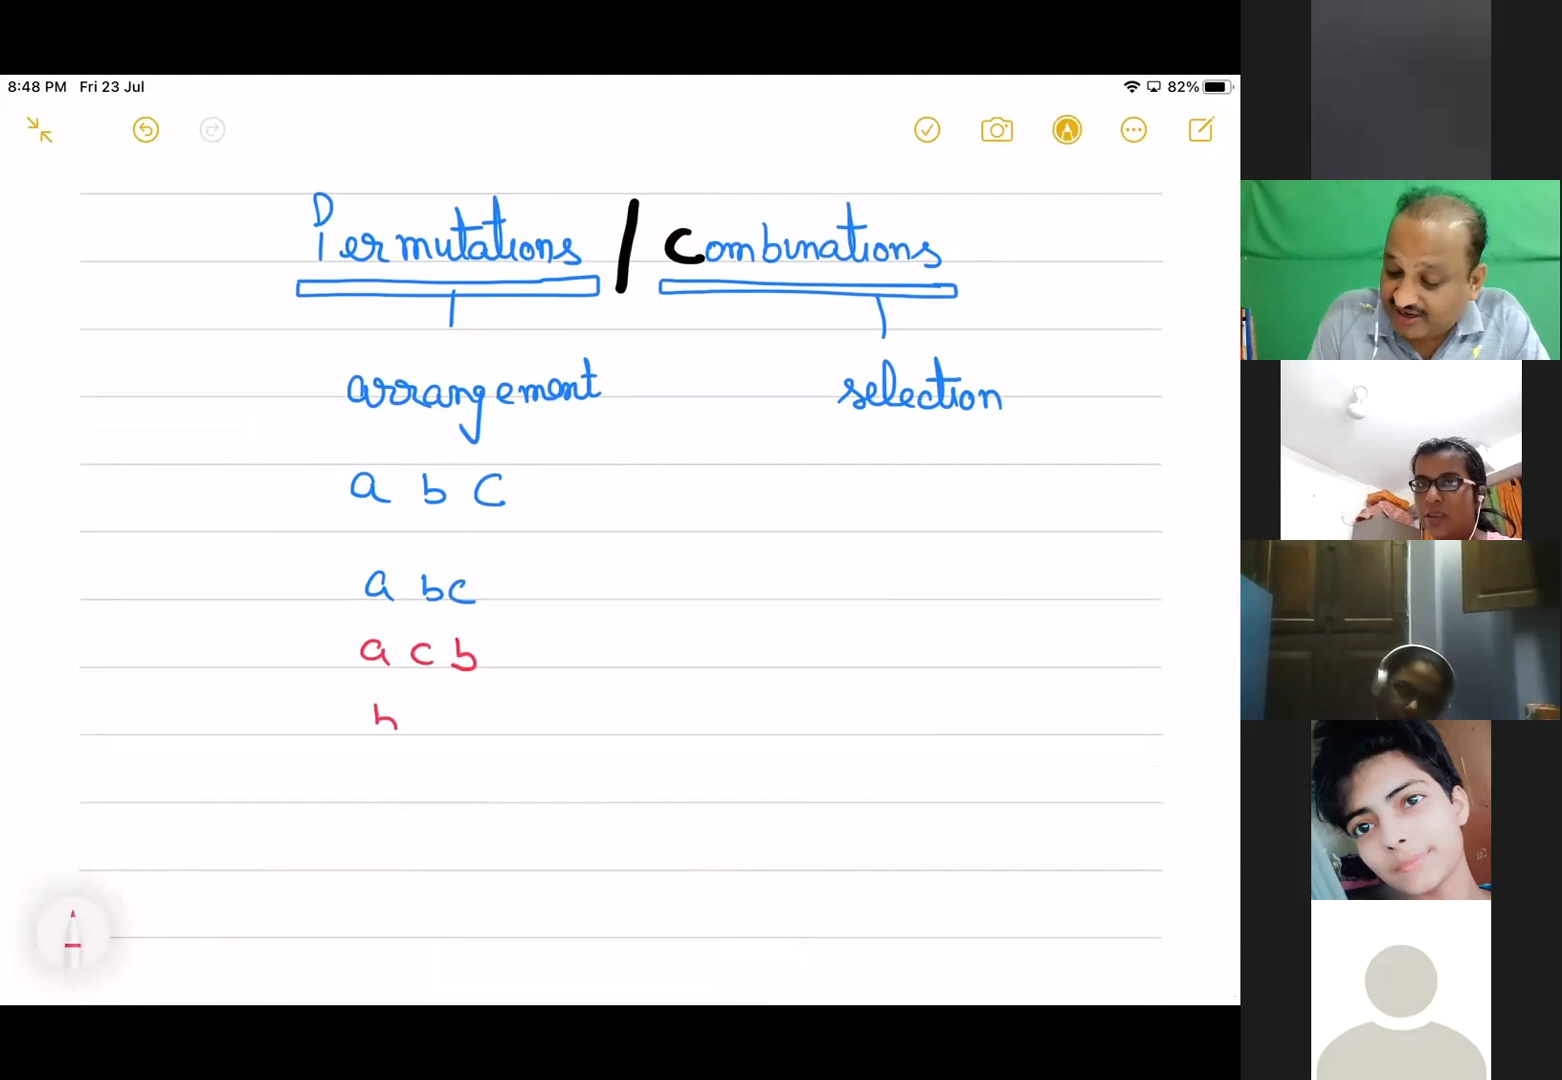 8:48 PM Fri 23 Jul 82%
Permutations / Combinations
arrangement selection
a b c
a bc
a c b
h